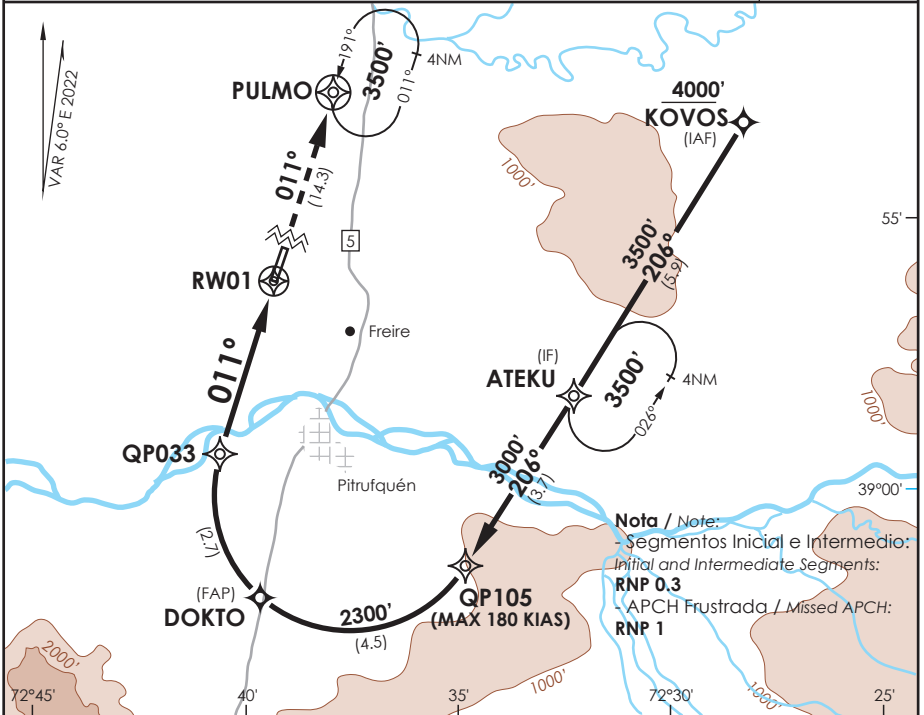 VAR 6.0° E 2022
191°
3500'
011°
4NM
PULMO
4000'
KOVOS
(IAF)
1000'
011°
(14.3)
55'
5
3500'
206°
(5.9)
RW01
Freire
(IF)
ATEKU
3500'
4NM
026°
1000'
011°
QP033
3000'
206°
(3.7)
Pitrufquén
39°00'
(2.7)
Nota / Note:
- Segmentos Inicial e Intermedio:
Initial and Intermediate Segments:
RNP 0.3
- APCH Frustrada / Missed APCH:
RNP 1
(FAP)
DOKTO
QP105
(MAX 180 KIAS)
2300'
(4.5)
2000'
1000'
1000'
72°45'
40'
35'
72°30'
25'